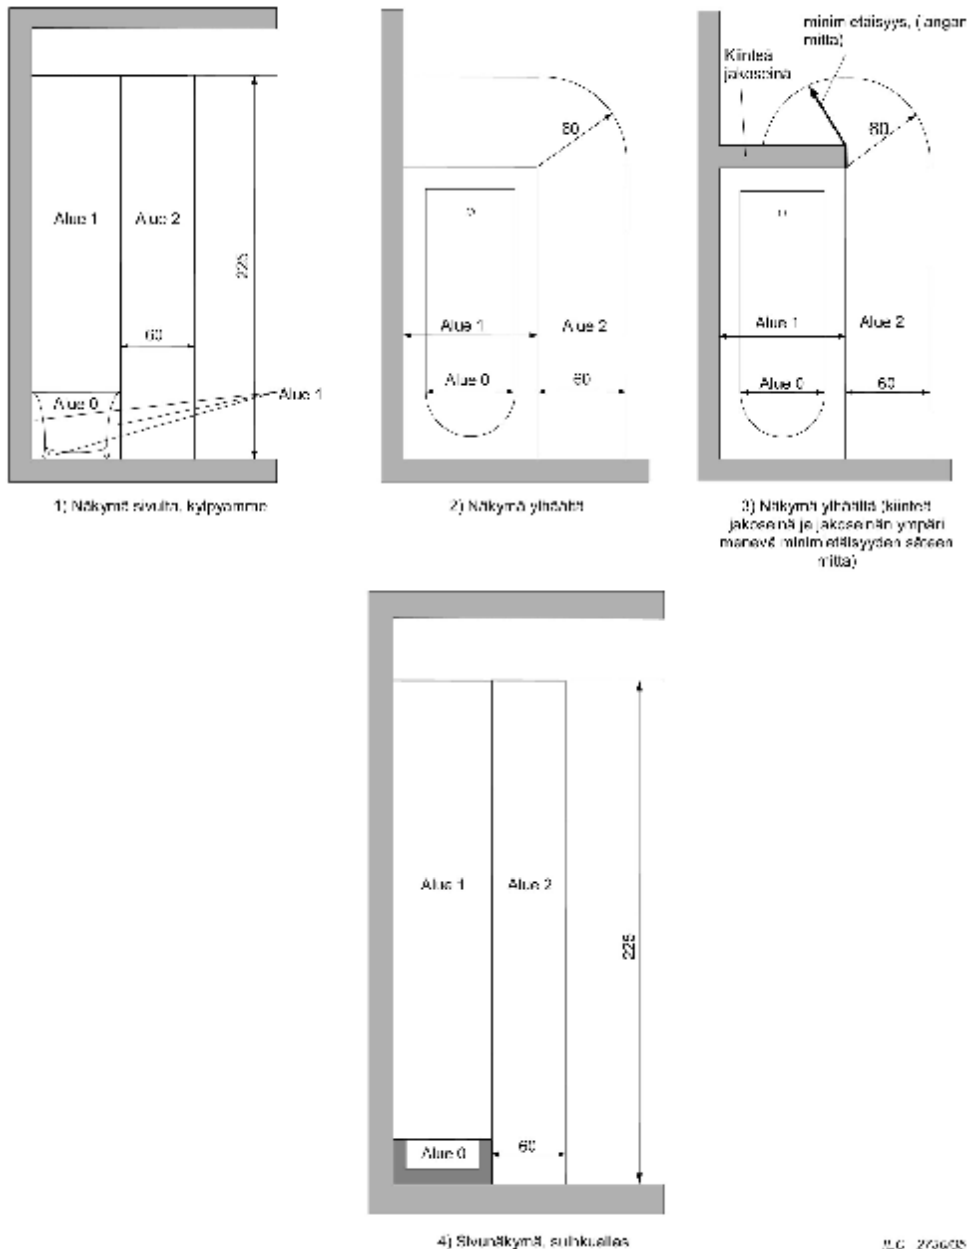 minim etäisyys, (langan
mitta)
Kiinteä
jakoseinä
60
60
Alue 1
Alue 2
225
60
Alue 0
Alue 1
Alue 1
Alue 2
Alue 0
60
Alue 1
Alue 2
Alue 0
60
1) Näkymä sivulta, kylpyamme
2) Näkymä ylhäältä
3) Näkymä ylhäältä (kiinteä
jakoseinä ja jakoseinän ympäri
menevä minimietäisyyden säteen
mitta)
Alue 1
Alue 2
225
Alue 0
60
4) Sivunäkymä, suihkuallas